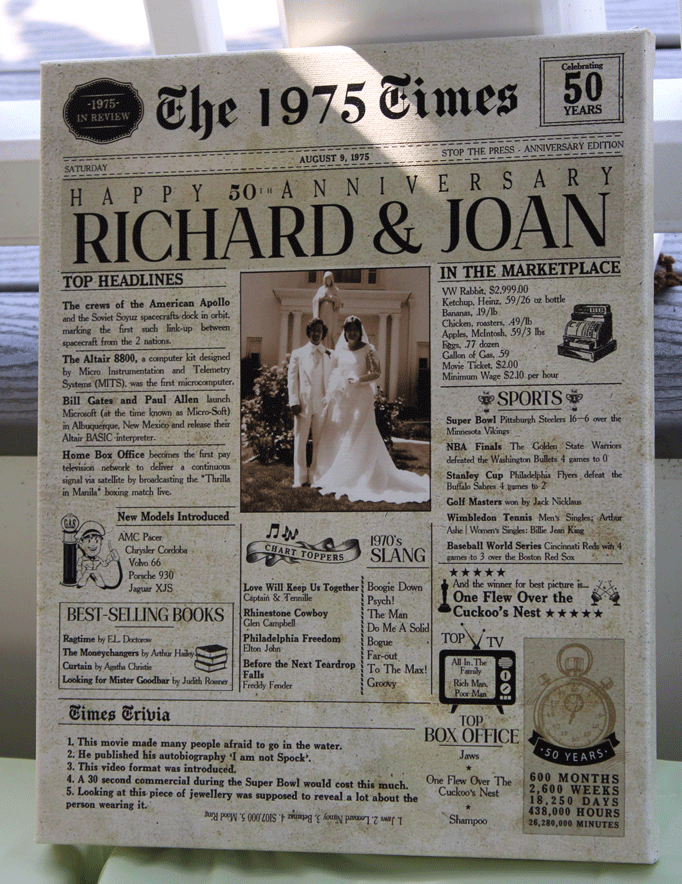 -1975-
IN REVIEW
The 1975 Times
Celebrating
50
YEARS
SATURDAY
AUGUST 9, 1975
STOP THE PRESS - ANNIVERSARY EDITION
HAPPY 50TH ANNIVERSARY
RICHARD & JOAN
TOP HEADLINES
The crews of the American Apollo
and the Soviet Soyuz spacecrafts dock in orbit,
marking the first such link-up between
spacecraft from the 2 nations.
The Altair 8800, a computer kit designed
by Micro Instrumentation and Telemetry
Systems (MITS), was the first microcomputer.
Bill Gates and Paul Allen launch
Microsoft (at the time known as Micro-Soft)
in Albuquerque, New Mexico and release their
Altair BASIC interpreter.
Home Box Office becomes the first pay
television network to deliver a continuous
signal via satellite by broadcasting the "Thrilla
in Manila" boxing match live.
New Models Introduced
GAS
AMC Pacer
Chrysler Cordoba
Volvo 66
Porsche 930
Jaguar XJS
BEST-SELLING BOOKS
Ragtime by E.L. Doctorow
The Moneychangers by Arthur Hailey
Curtain by Agatha Christie
Looking for Mister Goodbar by Judith Rossner
CHART TOPPERS
Love Will Keep Us Together
Captain & Tennille
Rhinestone Cowboy
Glen Campbell
Philadelphia Freedom
Elton John
Before the Next Teardrop
Falls
Freddy Fender
1970's
SLANG
Boogie Down
Psych!
The Man
Do Me A Solid
Bogue
Far-out
To The Max!
Groovy
IN THE MARKETPLACE
VW Rabbit, $2,999.00
Ketchup, Heinz, .59/26 oz bottle
Bananas, .19/lb
Chicken, roasters, .49/lb
Apples, McIntosh, .59/3 lbs
Eggs, .77 dozen
Gallon of Gas, .59
Movie Ticket, $2.00
Minimum Wage $2.10 per hour
SPORTS
Super Bowl Pittsburgh Steelers 16-6 over the
Minnesota Vikings
NBA Finals The Golden State Warriors
defeated the Washington Bullets 4 games to 0
Stanley Cup Philadelphia Flyers defeat the
Buffalo Sabres 4 games to 2
Golf Masters won by Jack Nicklaus
Wimbledon Tennis Men's Singles: Arthur
Ashe | Women's Singles: Billie Jean King
Baseball World Series Cincinnati Reds win 4
games to 3 over the Boston Red Sox
And the winner for best picture is...
One Flew Over the
Cuckoo's Nest
TOP TV
All In The
Family
Rich Man,
Poor Man
TOP
BOX OFFICE
Jaws
One Flew Over The
Cuckoo's Nest
Shampoo
50 YEARS
600 MONTHS
2,600 WEEKS
18,250 DAYS
438,000 HOURS
26,280,000 MINUTES
Times Trivia
1. This movie made many people afraid to go in the water.
2. He published his autobiography 'I am not Spock'.
3. This video format was introduced.
4. A 30 second commercial during the Super Bowl would cost this much.
5. Looking at this piece of jewellery was supposed to reveal a lot about the
person wearing it.
1. Jaws 2. Leonard Nimoy 3. Betamax 4. $107,000 5. Mood Ring